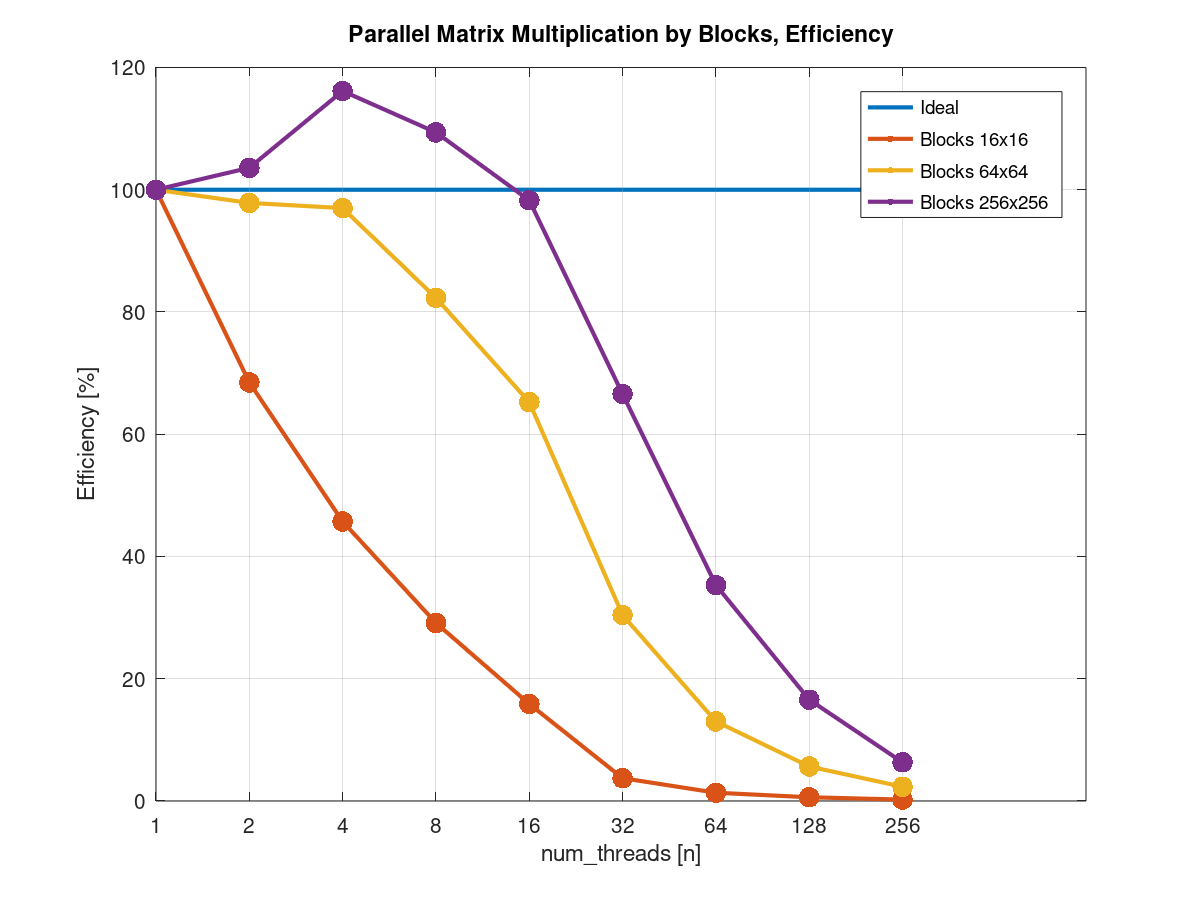 Parallel Matrix Multiplication by Blocks, Efficiency
120
100
80
60
40
20
0
Efficiency [%]
Ideal
Blocks 16x16
Blocks 64x64
Blocks 256x256
1 2 4 8 16 32 64 128 256
num_threads [n]